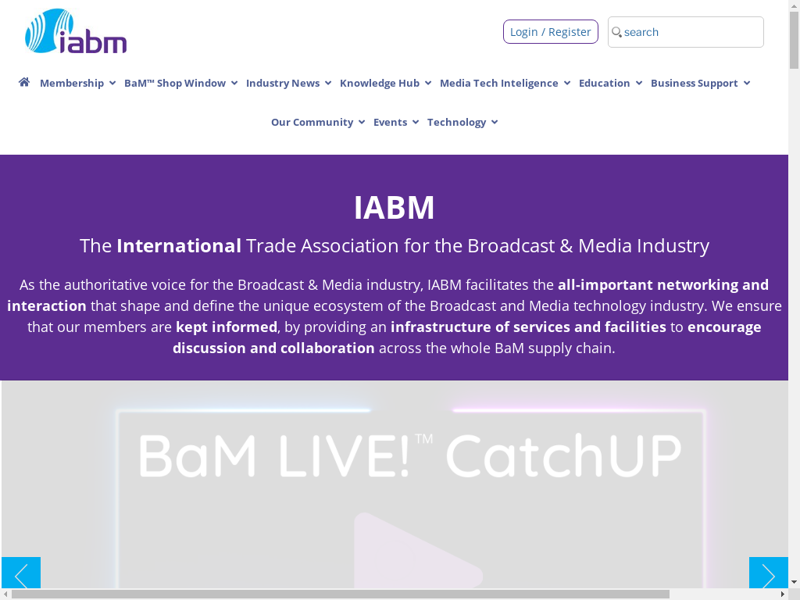 iabm
Login / Register
search
Membership BaM™ Shop Window Industry News Knowledge Hub Media Tech Inteligence Education Business Support
Our Community Events Technology
IABM
The International Trade Association for the Broadcast & Media Industry
As the authoritative voice for the Broadcast & Media industry, IABM facilitates the all-important networking and
interaction that shape and define the unique ecosystem of the Broadcast and Media technology industry. We ensure
that our members are kept informed, by providing an infrastructure of services and facilities to encourage
discussion and collaboration across the whole BaM supply chain.
BaM LIVE!™ CatchUP